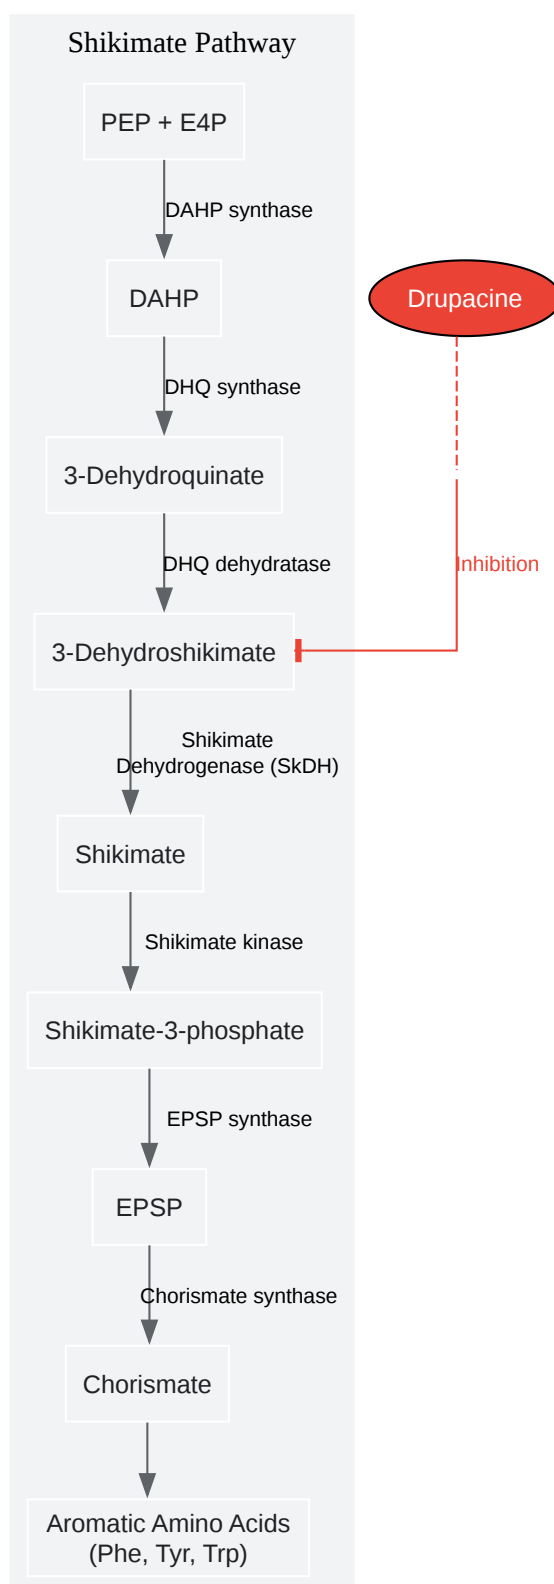 Shikimate Pathway
PEP + E4P
DAHP synthase
DAHP
Drupacine
DHQ synthase
3-Dehydroquinate
DHQ dehydratase
Inhibition
3-Dehydroshikimate
Shikimate
Dehydrogenase (SkDH)
Shikimate
Shikimate kinase
Shikimate-3-phosphate
EPSP synthase
EPSP
Chorismate synthase
Chorismate
Aromatic Amino Acids
(Phe, Tyr, Trp)